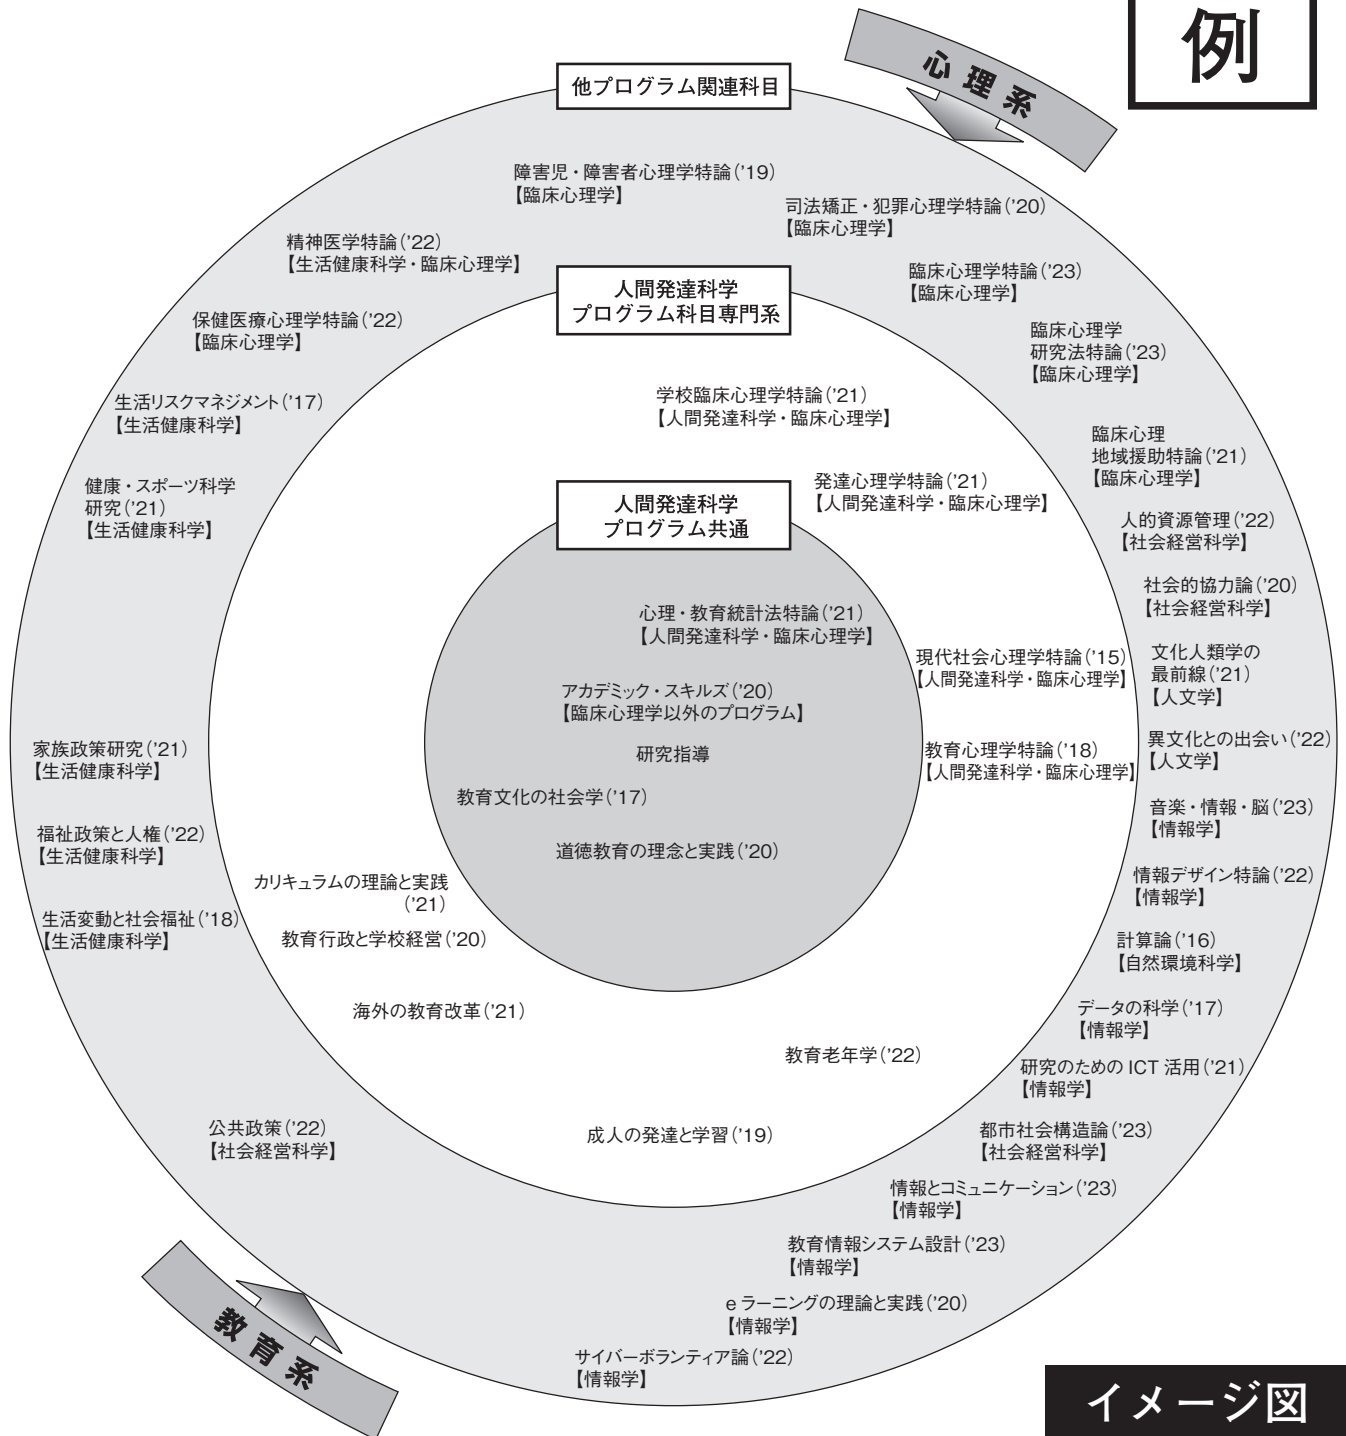 例
心理系
他プログラム関連科目
障害児・障害者心理学特論('19)
【臨床心理学】
司法矯正・犯罪心理学特論('20)
【臨床心理学】
精神医学特論('22)
【生活健康科学・臨床心理学】
臨床心理学特論('23)
【臨床心理学】
保健医療心理学特論('22)
【臨床心理学】
臨床心理学
研究法特論('23)
【臨床心理学】
生活リスクマネジメント('17)
【生活健康科学】
臨床心理
地域援助特論('21)
【臨床心理学】
健康・スポーツ科学
研究('21)
【生活健康科学】
人的資源管理('22)
【社会経営科学】
社会的協力論('20)
【社会経営科学】
文化人類学の
最前線('21)
【人文学】
異文化との出会い('22)
【人文学】
家族政策研究('21)
【生活健康科学】
音楽・情報・脳('23)
【情報学】
福祉政策と人権('22)
【生活健康科学】
情報デザイン特論('22)
【情報学】
生活変動と社会福祉('18)
【生活健康科学】
計算論('16)
【自然環境科学】
データの科学('17)
【情報学】
研究のための ICT 活用('21)
【情報学】
公共政策('22)
【社会経営科学】
都市社会構造論('23)
【社会経営科学】
情報とコミュニケーション('23)
【情報学】
教育情報システム設計('23)
【情報学】
e ラーニングの理論と実践('20)
【情報学】
サイバーボランティア論('22)
【情報学】
人間発達科学
プログラム科目専門系
学校臨床心理学特論('21)
【人間発達科学・臨床心理学】
発達心理学特論('21)
【人間発達科学・臨床心理学】
現代社会心理学特論('15)
【人間発達科学・臨床心理学】
教育心理学特論('18)
【人間発達科学・臨床心理学】
カリキュラムの理論と実践
('21)
教育行政と学校経営('20)
海外の教育改革('21)
教育老年学('22)
成人の発達と学習('19)
人間発達科学
プログラム共通
心理・教育統計法特論('21)
【人間発達科学・臨床心理学】
アカデミック・スキルズ('20)
【臨床心理学以外のプログラム】
研究指導
教育文化の社会学('17)
道徳教育の理念と実践('20)
教育系
イメージ図